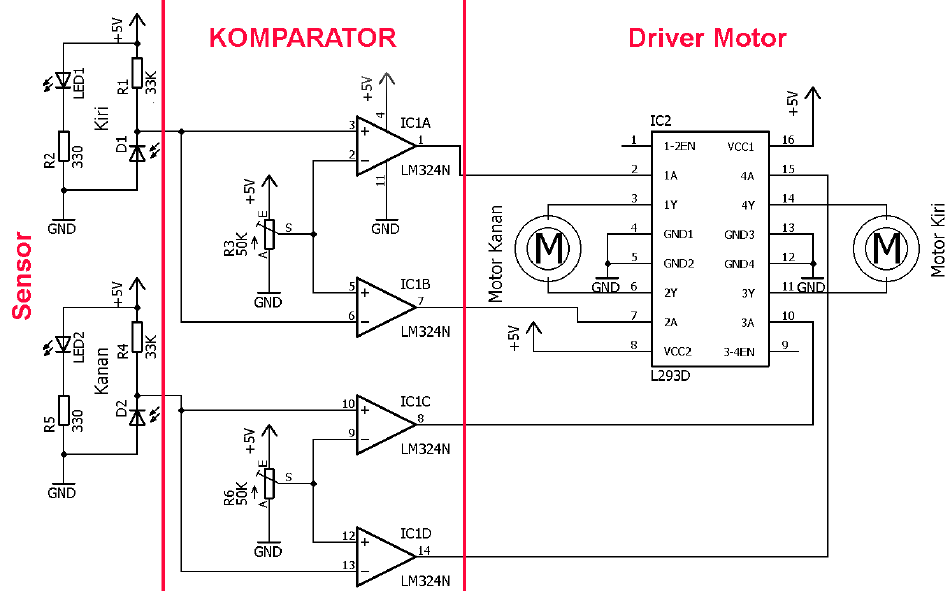 KOMPARATOR
Driver Motor
Sensor
+5V
LED1
R2
330
Kiri
R1
33K
D1
GND
+5V
LED2
R5
330
Kanan
R4
33K
D2
GND
+5V
R3
50K
E
S
A
GND
3
2
+
−
4
11
1
IC1A
LM324N
+5V
GND
5
6
+
−
7
IC1B
LM324N
+5V
R6
50K
E
S
A
GND
10
9
+
−
8
IC1C
LM324N
12
13
+
−
14
IC1D
LM324N
IC2
1 1-2EN VCC1 16
2 1A 4A 15
3 1Y 4Y 14
4 GND1 GND3 13
5 GND2 GND4 12
6 2Y 3Y 11
7 2A 3A 10
8 VCC2 3-4EN 9
L293D
+5V
+5V
GND
GND
Motor Kanan
M
Motor Kiri
M